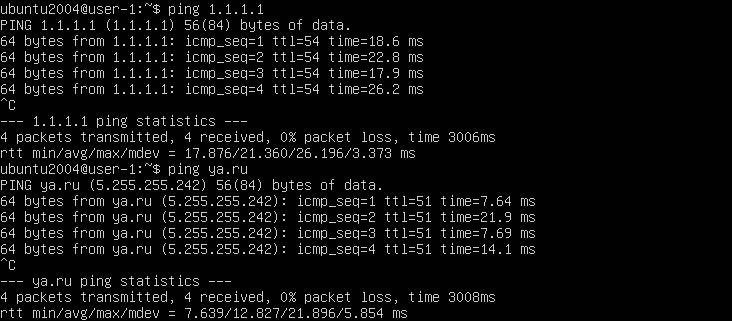 ubuntu2004@user-1:~$ ping 1.1.1.1
PING 1.1.1.1 (1.1.1.1) 56(84) bytes of data.
64 bytes from 1.1.1.1: icmp_seq=1 ttl=54 time=18.6 ms
64 bytes from 1.1.1.1: icmp_seq=2 ttl=54 time=22.8 ms
64 bytes from 1.1.1.1: icmp_seq=3 ttl=54 time=17.9 ms
64 bytes from 1.1.1.1: icmp_seq=4 ttl=54 time=26.2 ms
^C
--- 1.1.1.1 ping statistics ---
4 packets transmitted, 4 received, 0% packet loss, time 3006ms
rtt min/avg/max/mdev = 17.876/21.360/26.196/3.373 ms
ubuntu2004@user-1:~$ ping ya.ru
PING ya.ru (5.255.255.242) 56(84) bytes of data.
64 bytes from ya.ru (5.255.255.242): icmp_seq=1 ttl=51 time=7.64 ms
64 bytes from ya.ru (5.255.255.242): icmp_seq=2 ttl=51 time=21.9 ms
64 bytes from ya.ru (5.255.255.242): icmp_seq=3 ttl=51 time=7.69 ms
64 bytes from ya.ru (5.255.255.242): icmp_seq=4 ttl=51 time=14.1 ms
^C
--- ya.ru ping statistics ---
4 packets transmitted, 4 received, 0% packet loss, time 3008ms
rtt min/avg/max/mdev = 7.639/12.827/21.896/5.854 ms